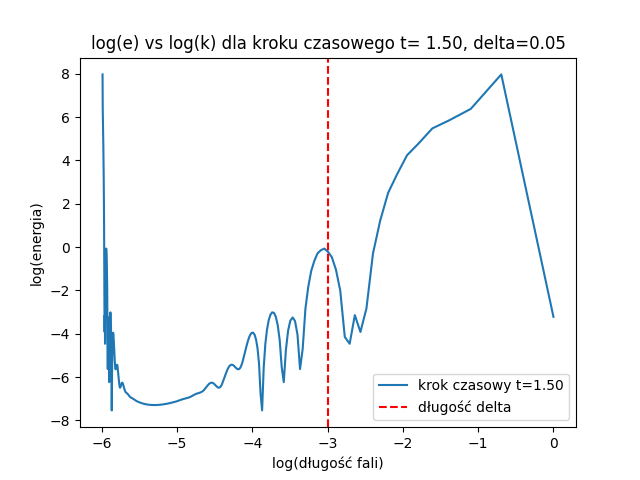 log(e) vs log(k) dla kroku czasowego t= 1.50, delta=0.05
8
6
4
2
0
−2
−4
−6
−8
log(energia)
krok czasowy t=1.50
długość delta
−6 −5 −4 −3 −2 −1 0
log(długość fali)